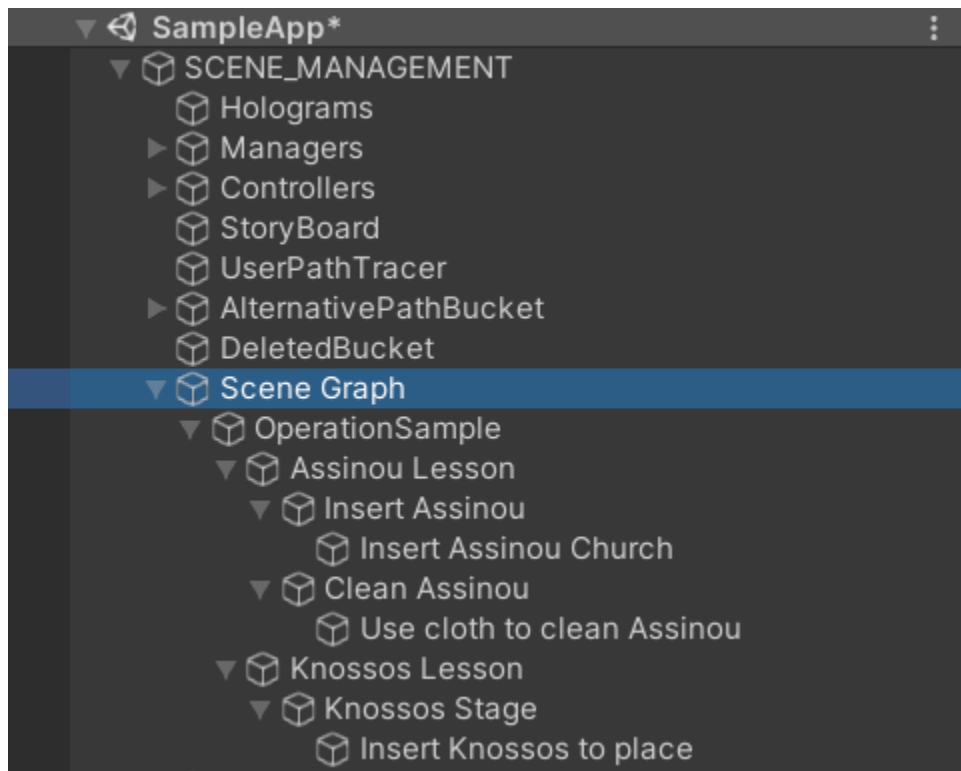 SampleApp*
SCENE_MANAGEMENT
Holograms
Managers
Controllers
StoryBoard
UserPathTracer
AlternativePathBucket
DeletedBucket
Scene Graph
OperationSample
Assinou Lesson
Insert Assinou
Insert Assinou Church
Clean Assinou
Use cloth to clean Assinou
Knossos Lesson
Knossos Stage
Insert Knossos to place